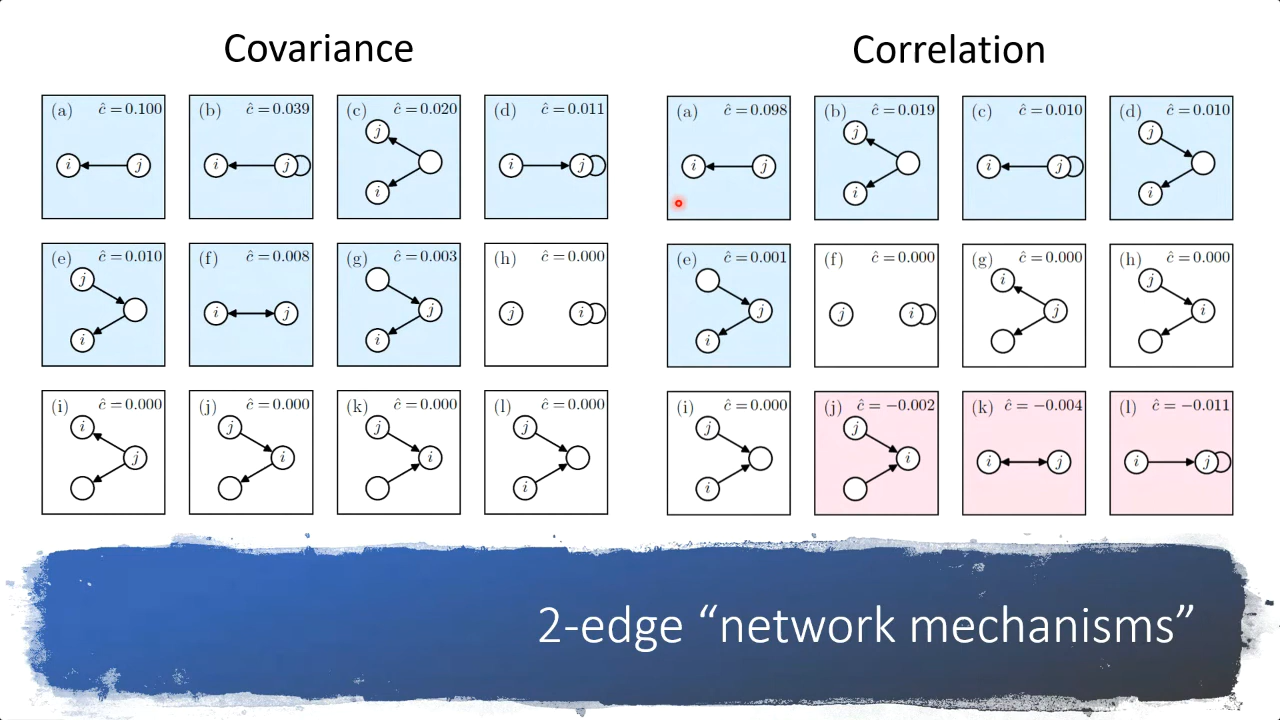 Covariance
Correlation
(a) ĉ = 0.100
i j
(b) ĉ = 0.039
i j
(c) ĉ = 0.020
j
i
(d) ĉ = 0.011
i j
(e) ĉ = 0.010
j
i
(f) ĉ = 0.008
i j
(g) ĉ = 0.003
j
i
(h) ĉ = 0.000
j i
(i) ĉ = 0.000
i
j
(j) ĉ = 0.000
j
i
(k) ĉ = 0.000
j
i
(l) ĉ = 0.000
j
i
(a) ĉ = 0.098
i j
(b) ĉ = 0.019
j
i
(c) ĉ = 0.010
i j
(d) ĉ = 0.010
j
i
(e) ĉ = 0.001
j
i
(f) ĉ = 0.000
j i
(g) ĉ = 0.000
i
j
(h) ĉ = 0.000
j
i
(i) ĉ = 0.000
j
i
(j) ĉ = −0.002
j
i
(k) ĉ = −0.004
i j
(l) ĉ = −0.011
i j
2-edge “network mechanisms”